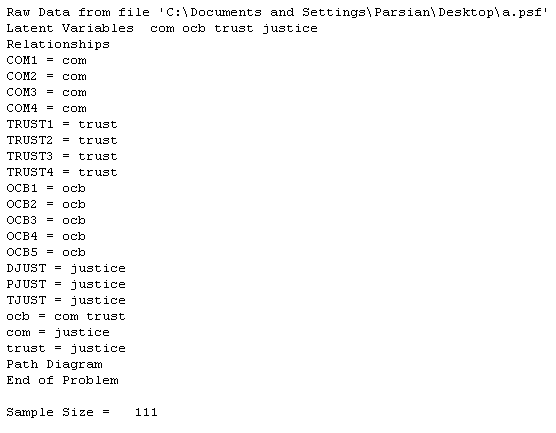 Raw Data from file 'C:\Documents and Settings\Parsian\Desktop\a.psf'
Latent Variables  com ocb trust justice
Relationships
COM1 = com
COM2 = com
COM3 = com
COM4 = com
TRUST1 = trust
TRUST2 = trust
TRUST3 = trust
TRUST4 = trust
OCB1 = ocb
OCB2 = ocb
OCB3 = ocb
OCB4 = ocb
OCB5 = ocb
DJUST = justice
PJUST = justice
TJUST = justice
ocb = com trust
com = justice
trust = justice
Path Diagram
End of Problem
Sample Size =   111